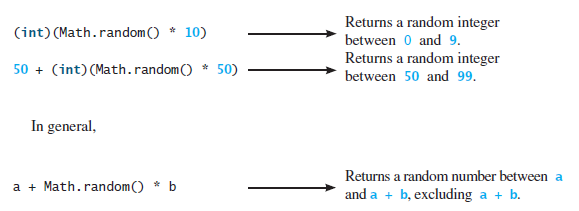 (int)(Math.random() * 10)
Returns a random integer
between 0 and 9.
50 + (int)(Math.random() * 50)
Returns a random integer
between 50 and 99.
In general,
a + Math.random() * b
Returns a random number between a
and a + b, excluding a + b.